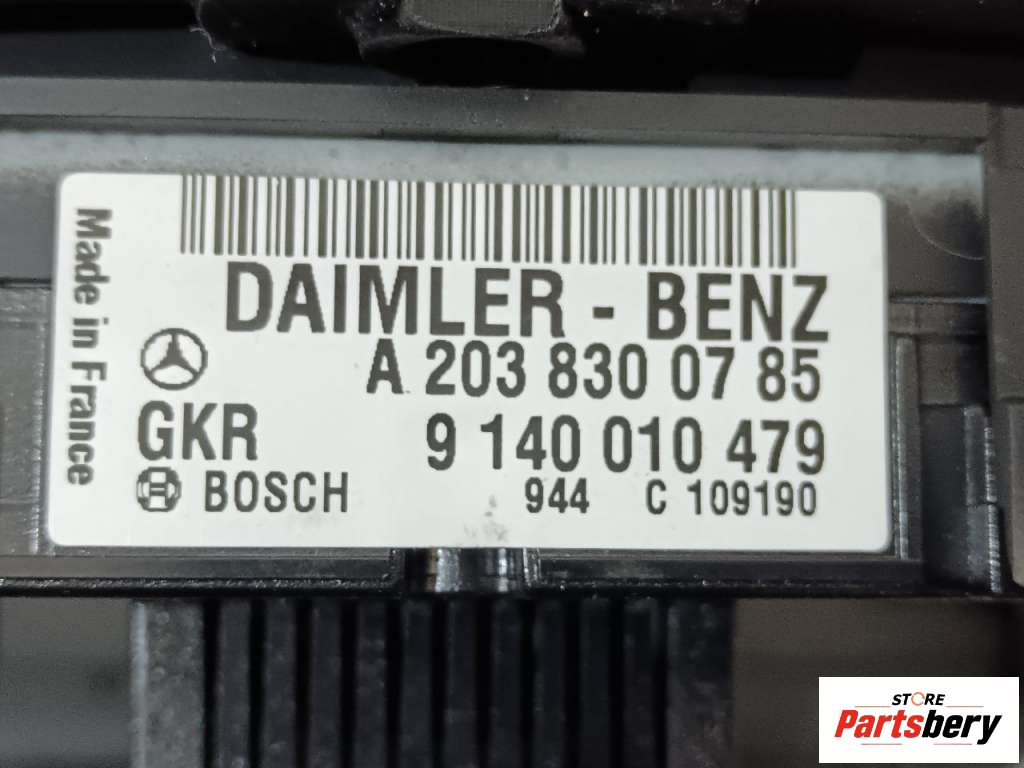 Made in France
DAIMLER - BENZ
A 203 830 07 85
GKR 9 140 010 479
BOSCH 944 C 109190
STORE
Partsbery